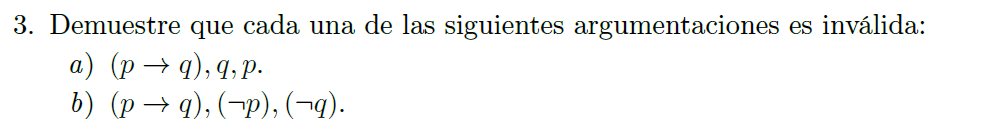 3. Demuestre que cada una de las siguientes argumentaciones es inválida:
a) (p → q), q, p.
b) (p → q), (¬p), (¬q).